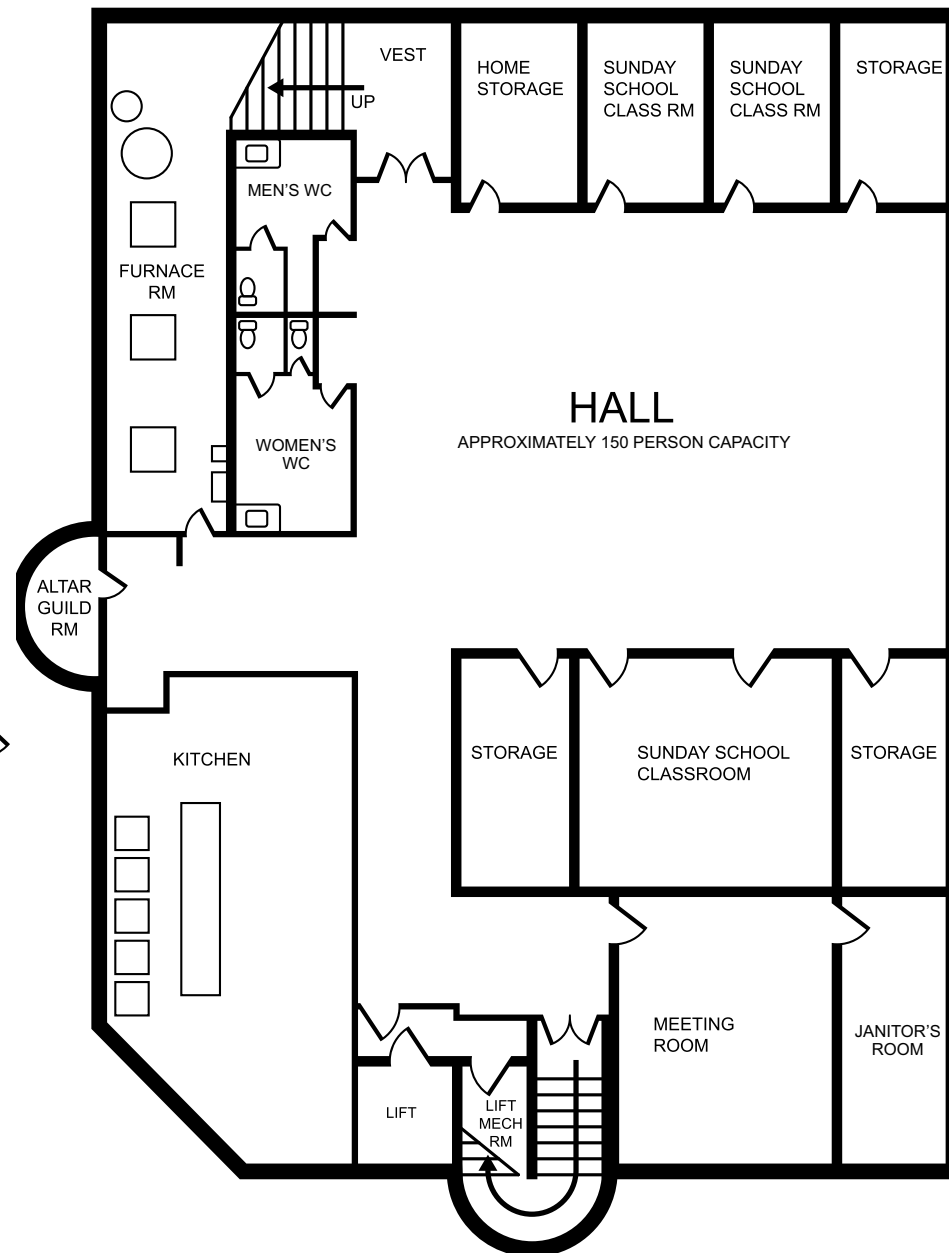 VEST
UP
HOME
STORAGE
SUNDAY
SCHOOL
CLASS RM
SUNDAY
SCHOOL
CLASS RM
STORAGE
MEN'S WC
FURNACE
RM
HALL
APPROXIMATELY 150 PERSON CAPACITY
WOMEN'S
WC
ALTAR
GUILD
RM
KITCHEN
STORAGE
SUNDAY SCHOOL
CLASSROOM
STORAGE
MEETING
ROOM
JANITOR'S
ROOM
LIFT
LIFT
MECH
RM